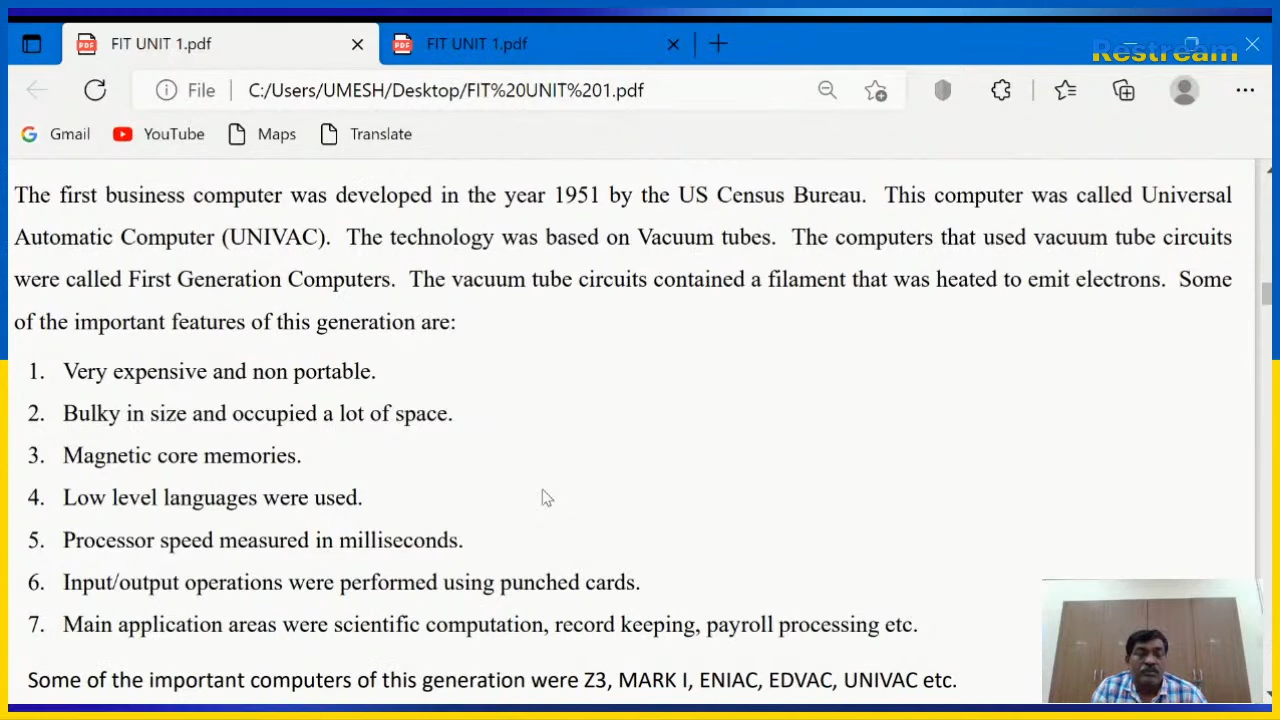 FIT UNIT 1.pdf
FIT UNIT 1.pdf
Restream
File
C:/Users/UMESH/Desktop/FIT%20UNIT%201.pdf
Gmail
YouTube
Maps
Translate
The first business computer was developed in the year 1951 by the US Census Bureau. This computer was called Universal
Automatic Computer (UNIVAC). The technology was based on Vacuum tubes. The computers that used vacuum tube circuits
were called First Generation Computers. The vacuum tube circuits contained a filament that was heated to emit electrons. Some
of the important features of this generation are:
1. Very expensive and non portable.
2. Bulky in size and occupied a lot of space.
3. Magnetic core memories.
4. Low level languages were used.
5. Processor speed measured in milliseconds.
6. Input/output operations were performed using punched cards.
7. Main application areas were scientific computation, record keeping, payroll processing etc.
Some of the important computers of this generation were Z3, MARK I, ENIAC, EDVAC, UNIVAC etc.